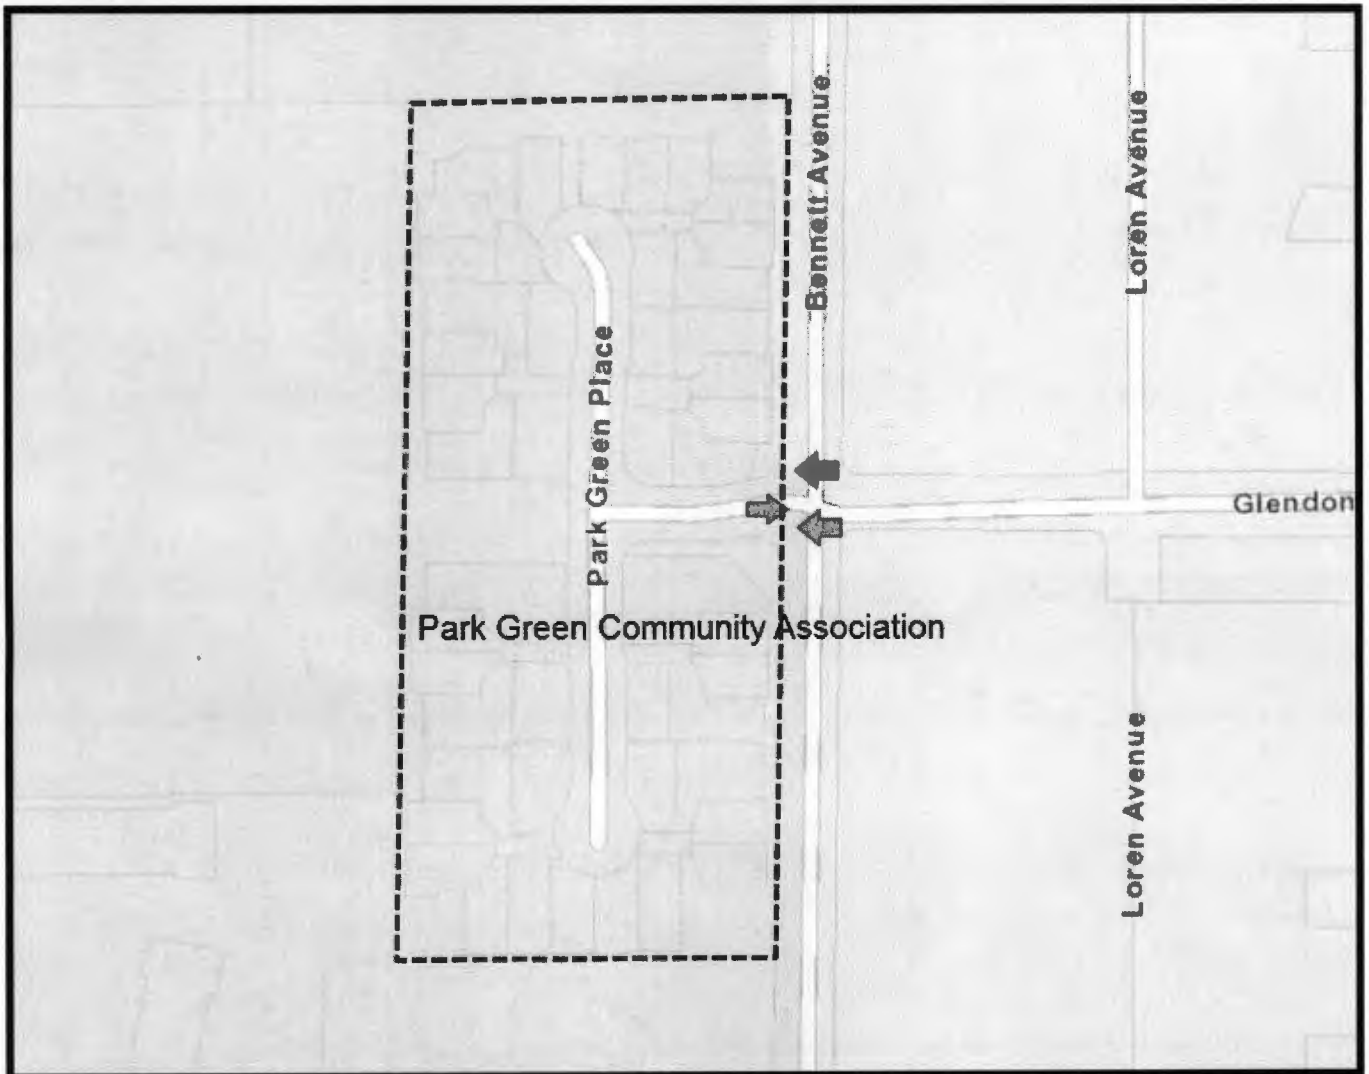 Bennett Avenue
Loren Avenue
Park Green Place
Glendon
Park Green Community Association
Loren Avenue